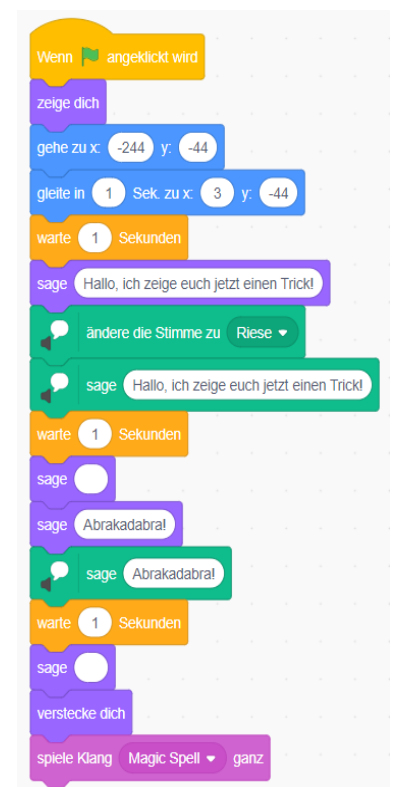 Wenn angeklickt wird
zeige dich
gehe zu x: -244 y: -44
gleite in 1 Sek. zu x: 3 y: -44
warte 1 Sekunden
sage Hallo, ich zeige euch jetzt einen Trick!
ändere die Stimme zu Riese
sage Hallo, ich zeige euch jetzt einen Trick!
warte 1 Sekunden
sage
sage Abrakadabra!
sage Abrakadabra!
warte 1 Sekunden
sage
verstecke dich
spiele Klang Magic Spell ganz